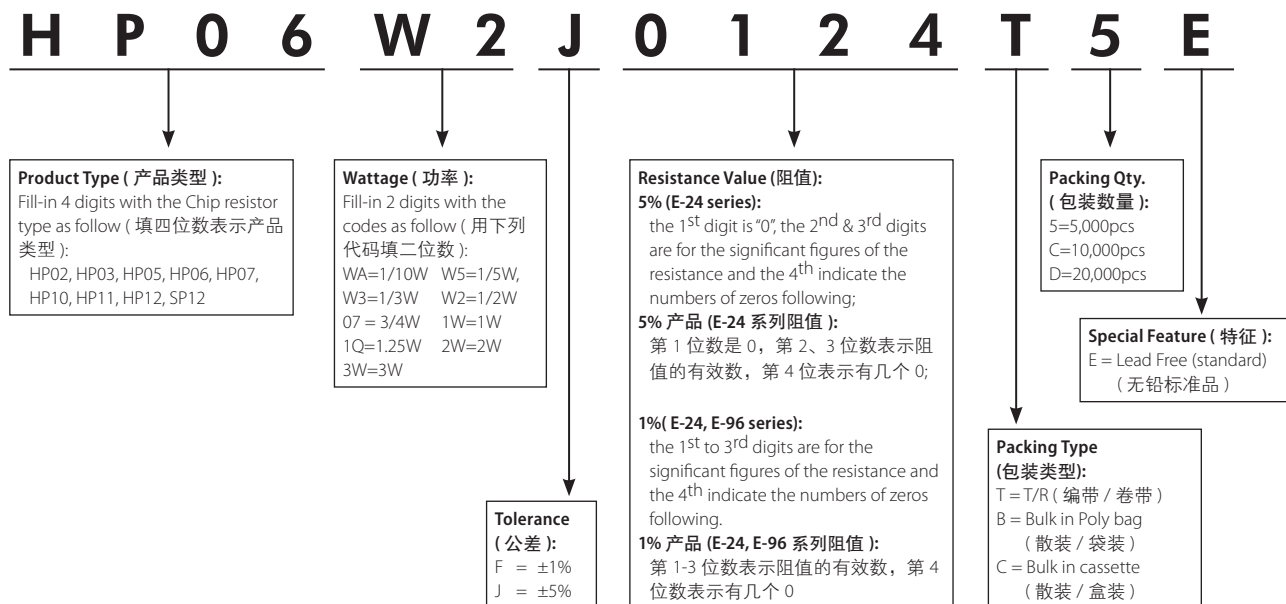 H P 0 6 W 2 J 0 1 2 4 T 5 E
Product Type ( 产品类型 ):
Fill-in 4 digits with the Chip resistor
type as follow ( 填四位数表示产品
类型 ):
HP02, HP03, HP05, HP06, HP07,
HP10, HP11, HP12, SP12
Wattage ( 功率 ):
Fill-in 2 digits with the
codes as follow ( 用下列
代码填二位数 ):
WA=1/10W W5=1/5W,
W3=1/3W W2=1/2W
07 = 3/4W 1W=1W
1Q=1.25W 2W=2W
3W=3W
Tolerance
( 公差 ):
F = ±1%
J = ±5%
Resistance Value (阻值):
5% (E-24 series):
the 1st digit is "0", the 2nd & 3rd digits
are for the significant figures of the
resistance and the 4th indicate the
numbers of zeros following;
5% 产品 (E-24 系列阻值 ):
第 1 位数是 0，第 2、3 位数表示阻
值的有效数，第 4 位表示有几个 0;
1%( E-24, E-96 series):
the 1st to 3rd digits are for the
significant figures of the resistance and
the 4th indicate the numbers of zeros
following.
1% 产品 (E-24, E-96 系列阻值 ):
第 1-3 位数表示阻值的有效数，第 4
位数表示有几个 0
Packing Type
(包装类型):
T = T/R ( 编带 / 卷带 )
B = Bulk in Poly bag
( 散装 / 袋装 )
C = Bulk in cassette
( 散装 / 盒装 )
Packing Qty.
( 包装数量 ):
5=5,000pcs
C=10,000pcs
D=20,000pcs
Special Feature ( 特征 ):
E = Lead Free (standard)
( 无铅标准品 )